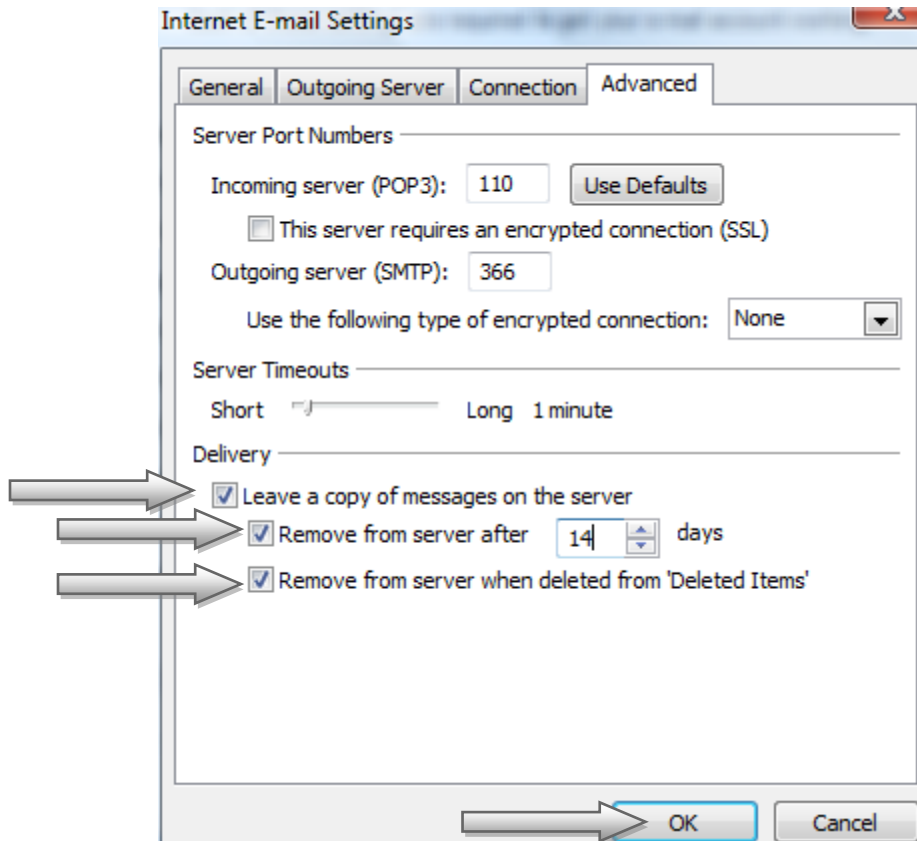 Internet E-mail Settings
General Outgoing Server Connection Advanced
Server Port Numbers
Incoming server (POP3): 110 Use Defaults
This server requires an encrypted connection (SSL)
Outgoing server (SMTP): 366
Use the following type of encrypted connection: None
Server Timeouts
Short Long 1 minute
Delivery
Leave a copy of messages on the server
Remove from server after 14 days
Remove from server when deleted from 'Deleted Items'
OK Cancel